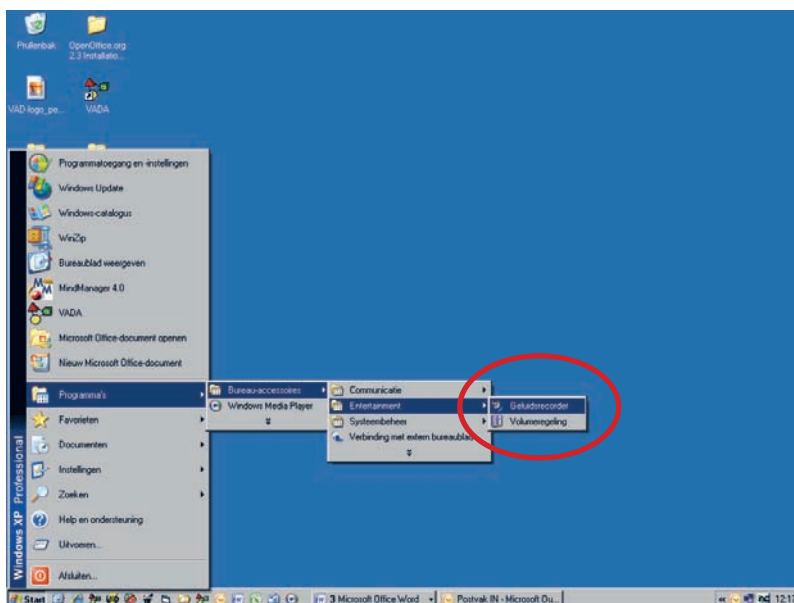 Prullenbak
OpenOffice.org
2.3 Installatio...
VAD-logo_pe...
VADA
Programmatoegang en -instellingen
Windows Update
Windows-catalogus
WinZip
Bureaublad weergeven
MindManager 4.0
VADA
Microsoft Office-document openen
Nieuw Microsoft Office-document
Programma's
Favorieten
Documenten
Instellingen
Zoeken
Help en ondersteuning
Uitvoeren...
Afsluiten...
Windows XP Professional
Bureau-accessoires
Windows Media Player
Communicatie
Entertainment
Systeembeheer
Verbinding met extern bureaublad
Geluidsrecorder
Volumeregeling
Start
3 Microsoft Office Word
Postvak IN - Microsoft Ou...